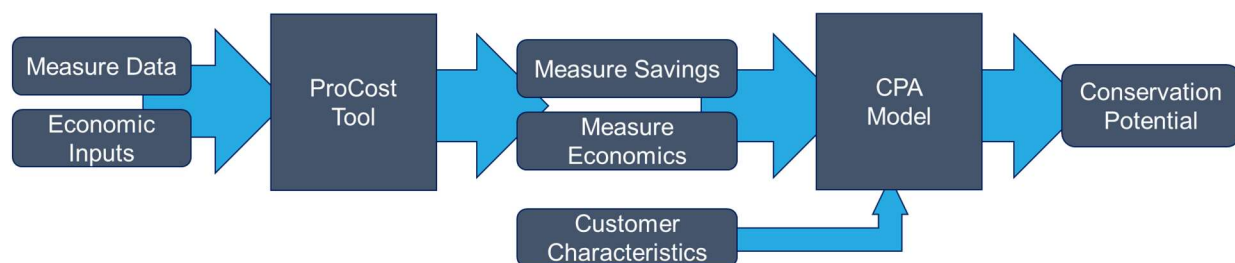 Measure Data
Economic
Inputs
ProCost
Tool
Measure Savings
Measure
Economics
Customer
Characteristics
CPA
Model
Conservation
Potential